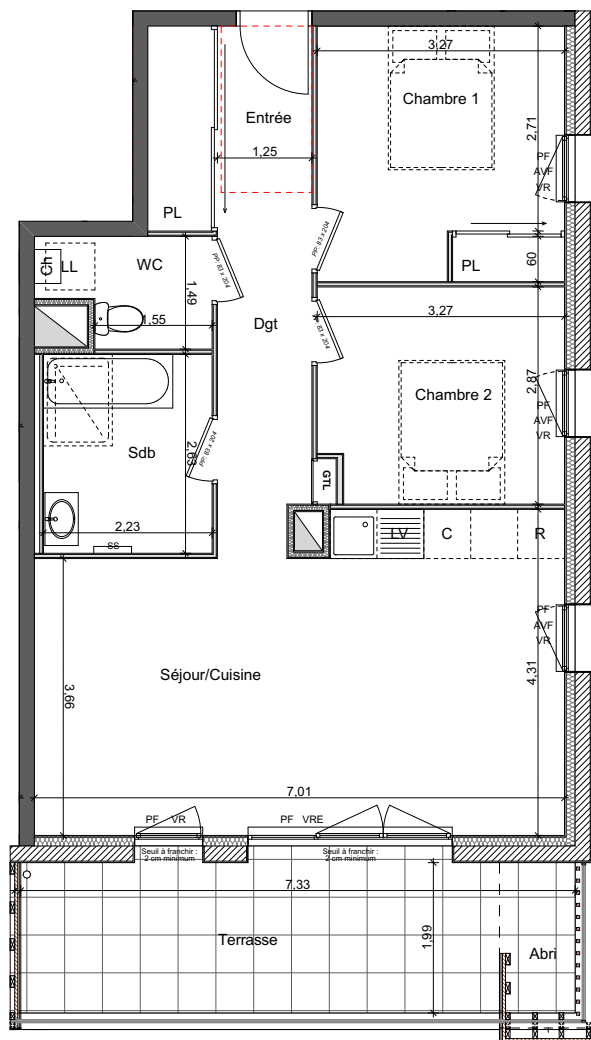 3,27
Chambre 1
Entrée
2,71
1,25
PF
AVF
VR
PL
PP: 83 x 204
Ch
LL
WC
PP: 83 x 204
PL
60
1,49
1,55
Dgt
3,27
PP: 83 x 204
Chambre 2
2,87
PF
AVF
VR
Sdb
2,63
PP: 83 x 204
GTL
2,23
SS
LV
C
R
PF
AVF
VR
Séjour/Cuisine
3,66
4,31
7,01
PF VR
PF VRE
Seuil à franchir :
2 cm minimum
Seuil à franchir :
2 cm minimum
7,33
Terrasse
1,99
Abri